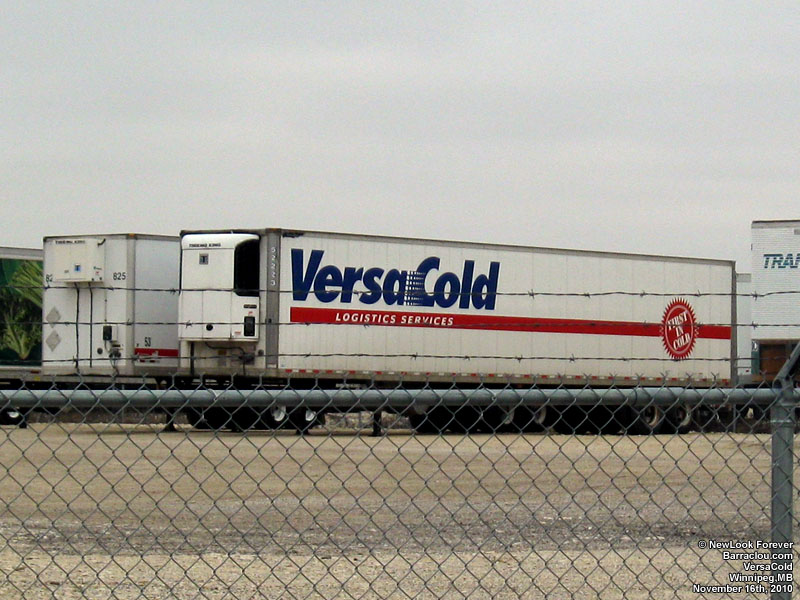 THERMO KING
825
53
THERMO KING
VersaCold
LOGISTICS SERVICES
FIRST
IN
COLD
© NewLook Forever
Barraclou.com
VersaCold
Winnipeg,MB
November 16th, 2010